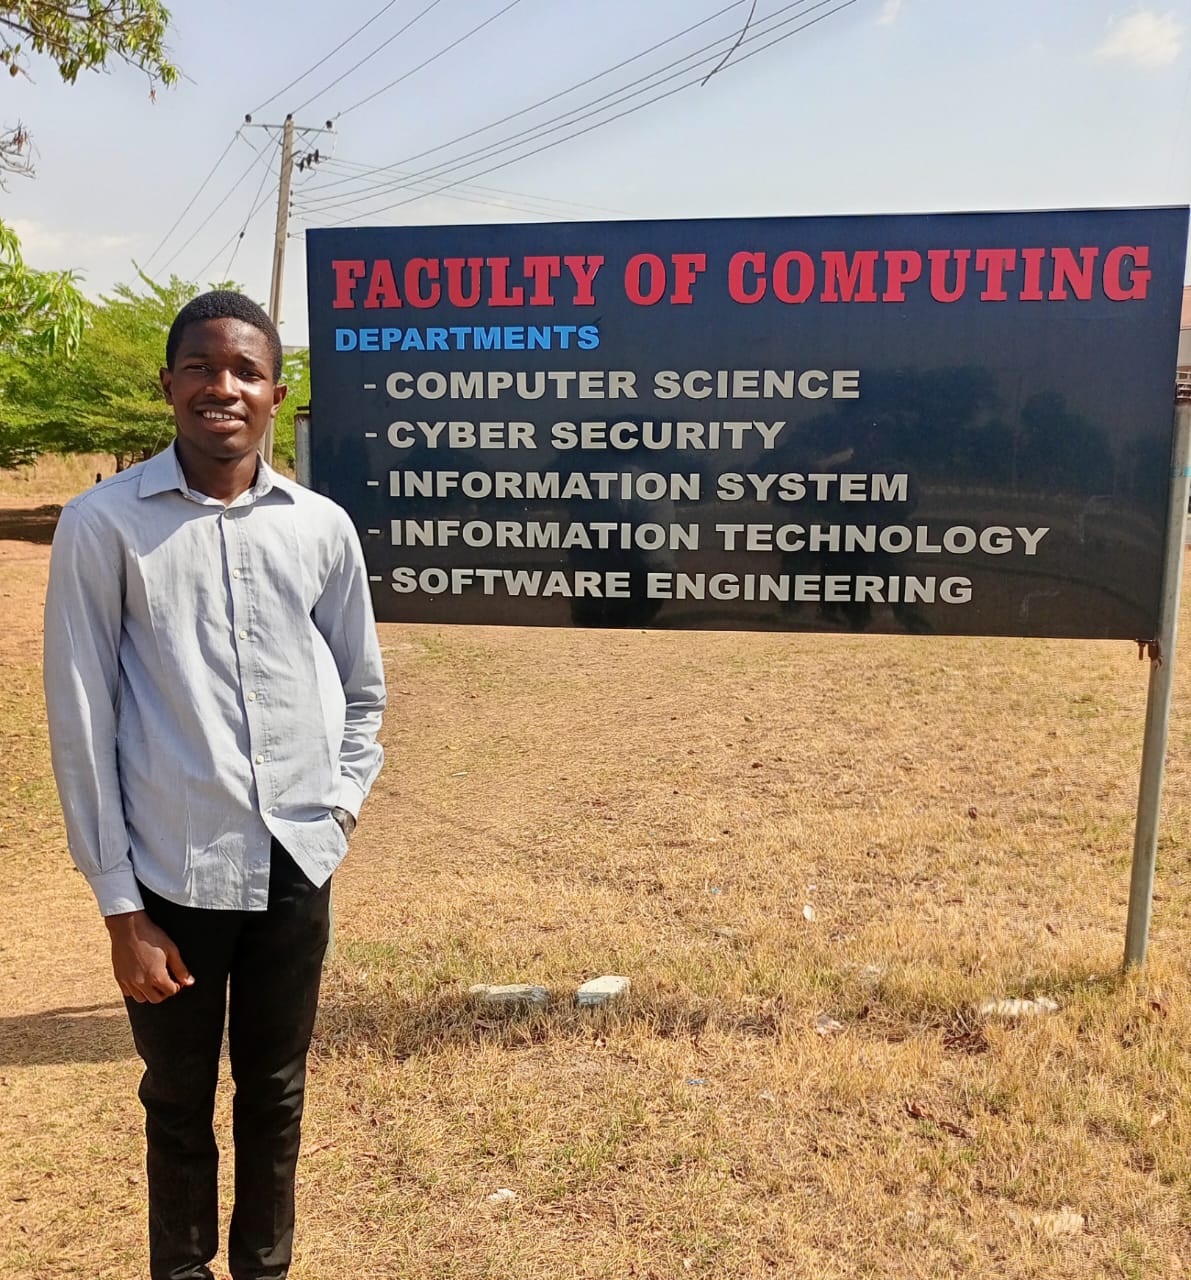 FACULTY OF COMPUTING
DEPARTMENTS
- COMPUTER SCIENCE
- CYBER SECURITY
- INFORMATION SYSTEM
- INFORMATION TECHNOLOGY
- SOFTWARE ENGINEERING